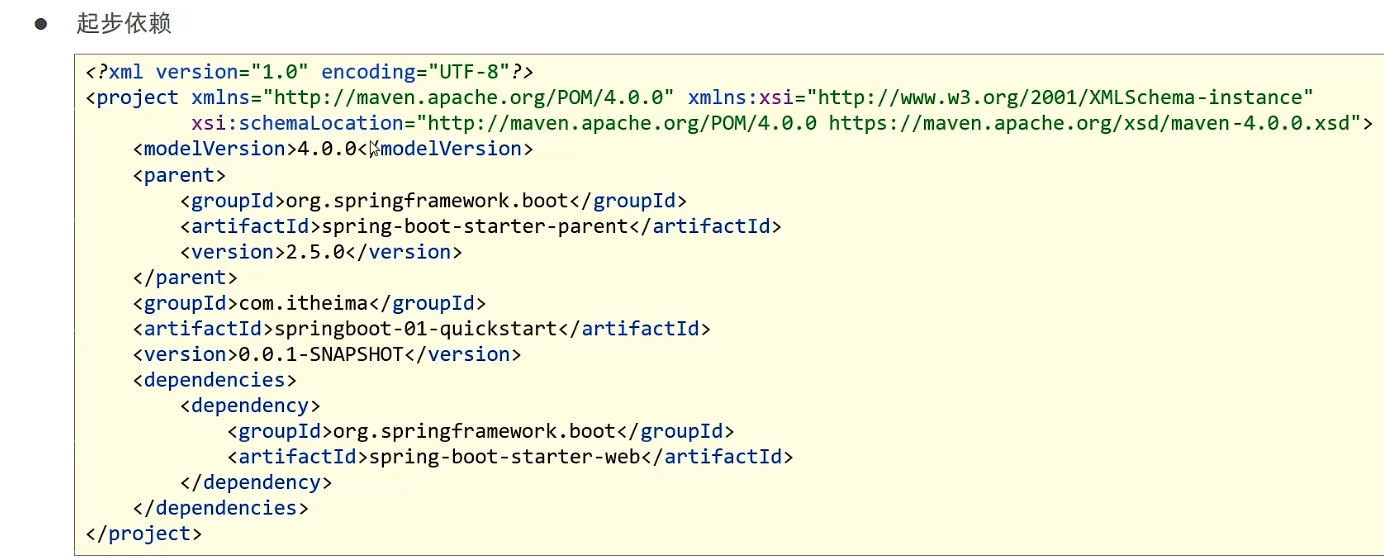 ● 起步依赖
<?xml version="1.0" encoding="UTF-8"?>
<project xmlns="http://maven.apache.org/POM/4.0.0" xmlns:xsi="http://www.w3.org/2001/XMLSchema-instance"
         xsi:schemaLocation="http://maven.apache.org/POM/4.0.0 https://maven.apache.org/xsd/maven-4.0.0.xsd">
    <modelVersion>4.0.0</modelVersion>
    <parent>
        <groupId>org.springframework.boot</groupId>
        <artifactId>spring-boot-starter-parent</artifactId>
        <version>2.5.0</version>
    </parent>
    <groupId>com.itheima</groupId>
    <artifactId>springboot-01-quickstart</artifactId>
    <version>0.0.1-SNAPSHOT</version>
    <dependencies>
        <dependency>
            <groupId>org.springframework.boot</groupId>
            <artifactId>spring-boot-starter-web</artifactId>
        </dependency>
    </dependencies>
</project>